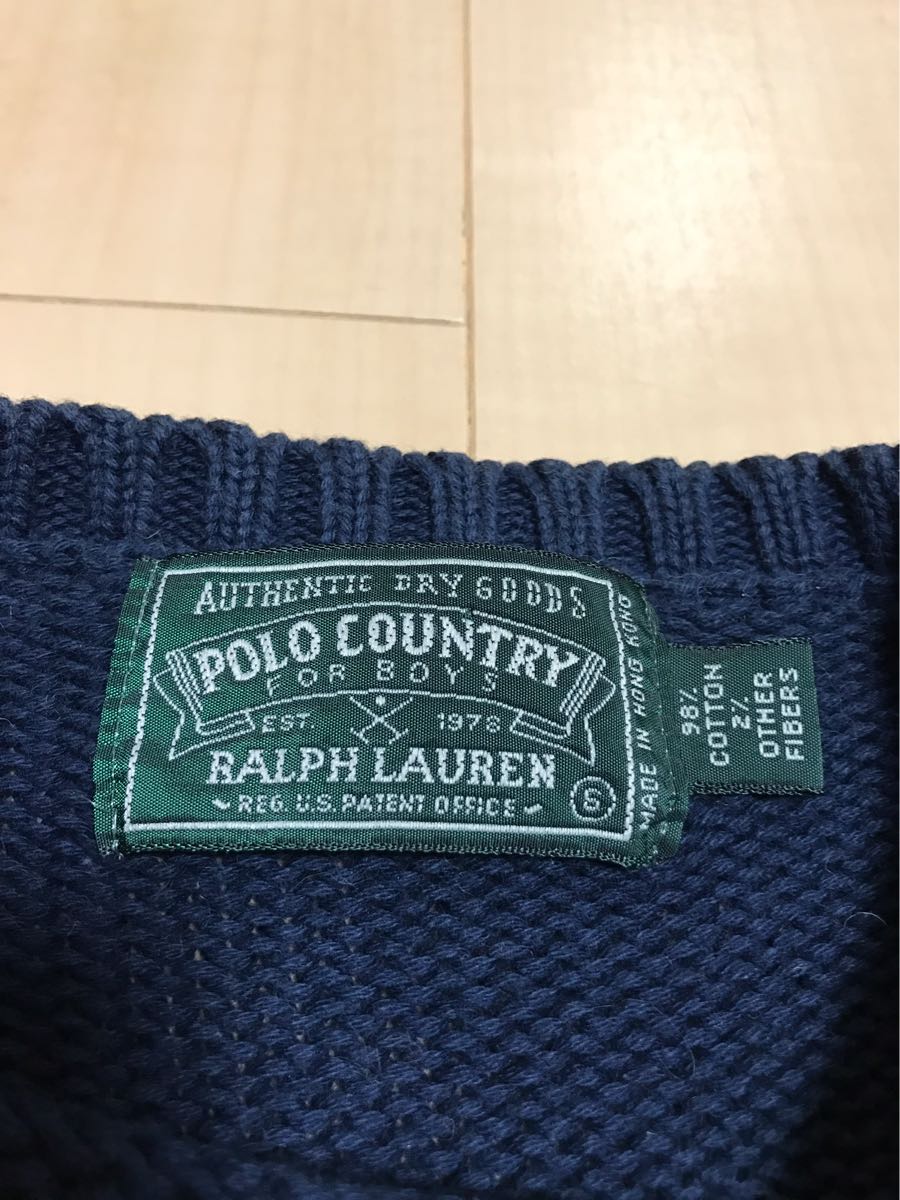 AUTHENTIC DRY GOODS
POLO COUNTRY
FOR BOYS
EST. 1978
RALPH LAUREN
REG. U.S. PATENT OFFICE
S
MADE IN HONG KONG
98%
COTTON
2%
OTHER
FIBERS